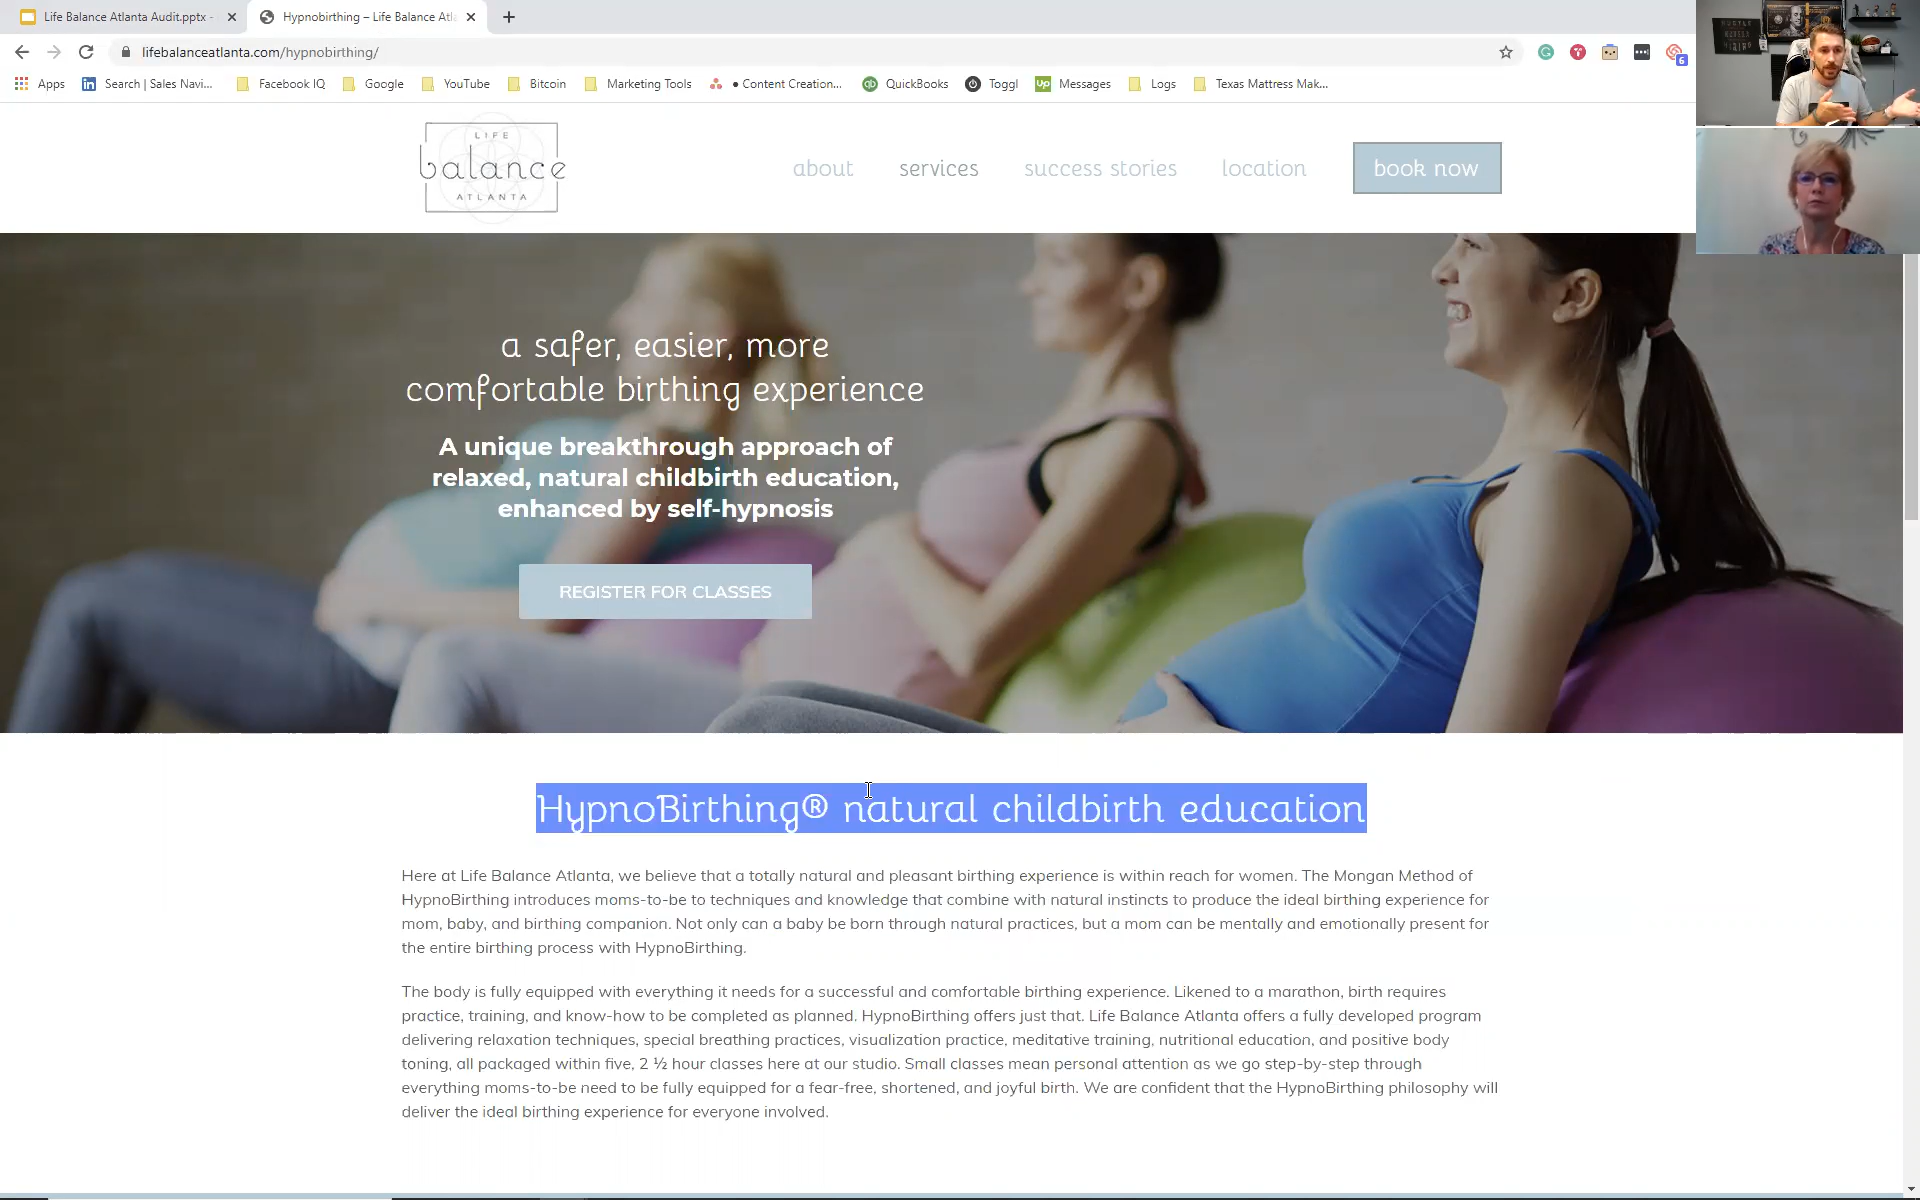 Life Balance Atlanta Audit.pptx -
Hypnobirthing – Life Balance Atl
lifebalanceatlanta.com/hypnobirthing/
6
Apps
Search | Sales Navi...
Facebook IQ
Google
YouTube
Bitcoin
Marketing Tools
● Content Creation...
QuickBooks
Toggl
Up Messages
Logs
Texas Mattress Mak...
LIFE
balance
ATLANTA
about
services
success stories
location
book now
a safer, easier, more
comfortable birthing experience
A unique breakthrough approach of
relaxed, natural childbirth education,
enhanced by self-hypnosis
REGISTER FOR CLASSES
HypnoBirthing® natural childbirth education
Here at Life Balance Atlanta, we believe that a totally natural and pleasant birthing experience is within reach for women. The Mongan Method of
HypnoBirthing introduces moms-to-be to techniques and knowledge that combine with natural instincts to produce the ideal birthing experience for
mom, baby, and birthing companion. Not only can a baby be born through natural practices, but a mom can be mentally and emotionally present for
the entire birthing process with HypnoBirthing.
The body is fully equipped with everything it needs for a successful and comfortable birthing experience. Likened to a marathon, birth requires
practice, training, and know-how to be completed as planned. HypnoBirthing offers just that. Life Balance Atlanta offers a fully developed program
delivering relaxation techniques, special breathing practices, visualization practice, meditative training, nutritional education, and positive body
toning, all packaged within five, 2 ½ hour classes here at our studio. Small classes mean personal attention as we go step-by-step through
everything moms-to-be need to be fully equipped for a fear-free, shortened, and joyful birth. We are confident that the HypnoBirthing philosophy will
deliver the ideal birthing experience for everyone involved.